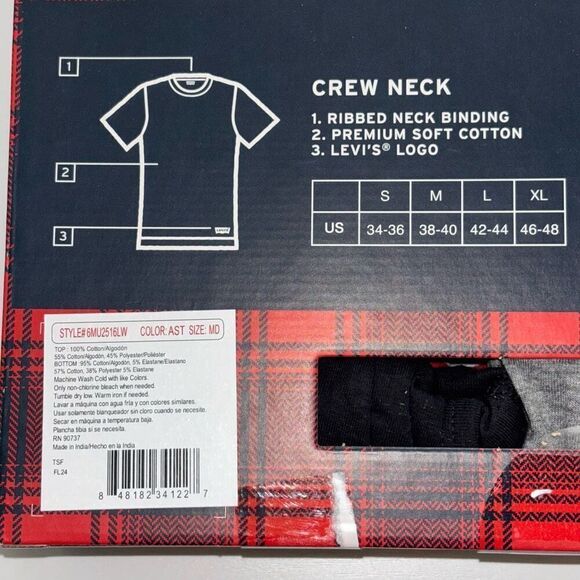 1
2
3
CREW NECK
1. RIBBED NECK BINDING
2. PREMIUM SOFT COTTON
3. LEVI'S® LOGO
S M L XL
US 34-36 38-40 42-44 46-48
STYLE# 6MU2516LW COLOR: AST SIZE: MD
TOP : 100% Cotton/Algodón
55% Cotton/Algodón, 45% Polyester/Poliéster
BOTTOM :95% Cotton/Algodón, 5% Elastane/Elastano
57% Cotton, 38% Polyester 5% Elastane
Machine Wash Cold with like Colors.
Only non-chlorine bleach when needed.
Tumble dry low. Warm iron if needed.
Lavar a máquina con agua fría y con colores similares.
Usar solamente blanqueador sin cloro cuando se necesite.
Secar en máquina a temperatura baja.
Plancha tibia si se necesita.
RN 90737
Made in India/Hecho en la India
TSF
FL24
8 48182 34122 7